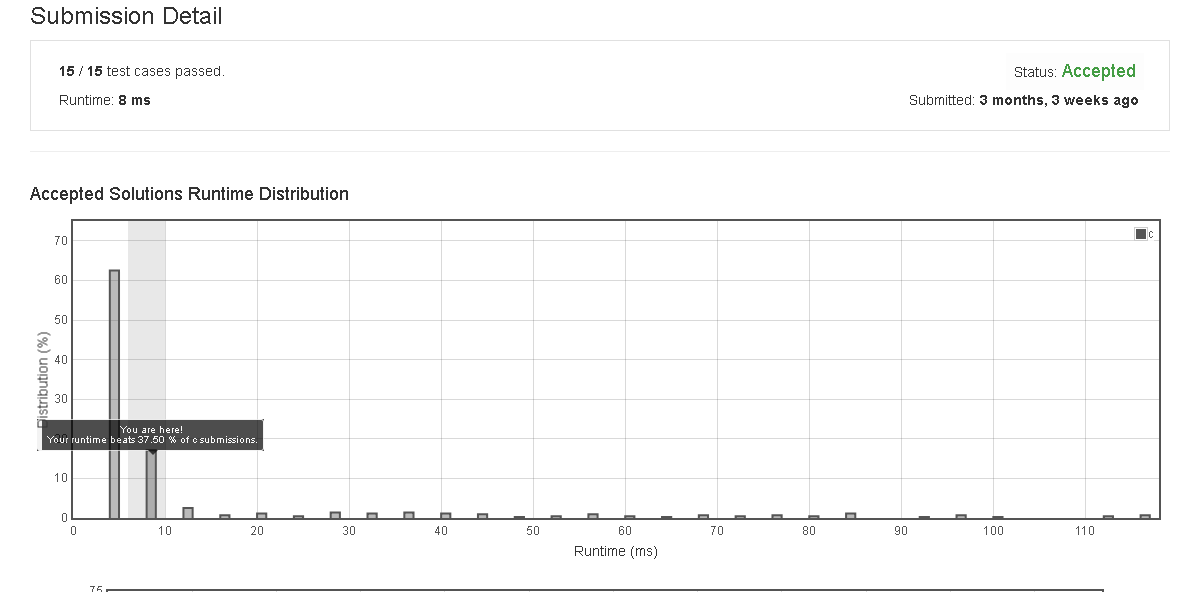 Submission Detail
15 / 15 test cases passed.
Status: Accepted
Runtime: 8 ms
Submitted: 3 months, 3 weeks ago
Accepted Solutions Runtime Distribution
c
70
60
50
40
30
10
0
Distribution (%)
You are here!
Your runtime beats 37.50 % of c submissions.
0 10 20 30 40 50 60 70 80 90 100 110
Runtime (ms)
75